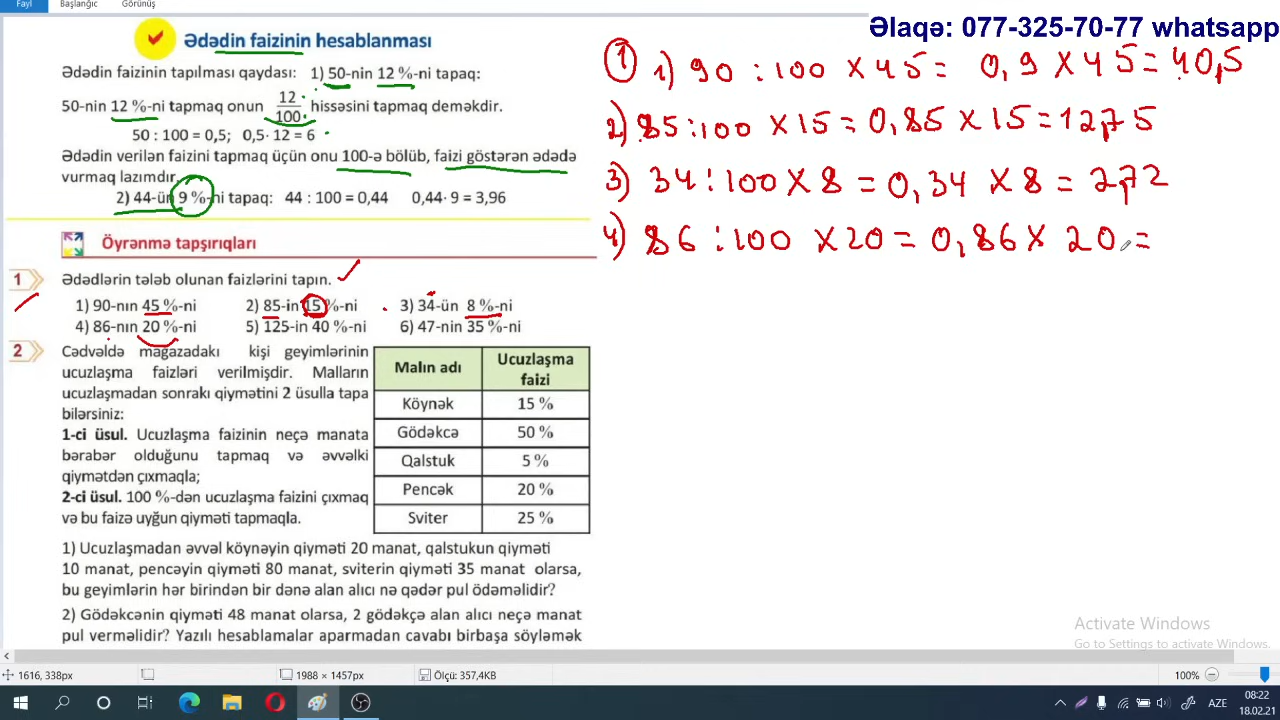 Fayl Başlanğıc Görünüş
Əlaqə: 077-325-70-77 whatsapp
Ədədin faizinin hesablanması
Ədədin faizinin tapılması qaydası: 1) 50-nin 12 %-ni tapaq:
50-nin 12 %-ni tapmaq onun 12/100 hissəsini tapmaq deməkdir.
50 : 100 = 0,5; 0,5· 12 = 6
Ədədin verilən faizini tapmaq üçün onu 100-ə bölüb, faizi göstərən ədədə
vurmaq lazımdır.
2) 44-ün 9 %-ni tapaq: 44 : 100 = 0,44 0,44· 9 = 3,96
Öyrənmə tapşırıqları
1 Ədədlərin tələb olunan faizlərini tapın.
1) 90-nın 45 %-ni 2) 85-in 15 %-ni 3) 34-ün 8 %-ni
4) 86-nın 20 %-ni 5) 125-in 40 %-ni 6) 47-nin 35 %-ni
2 Cədvəldə mağazadakı kişi geyimlərinin
ucuzlaşma faizləri verilmişdir. Malların
ucuzlaşmadan sonrakı qiymətini 2 üsulla tapa
bilərsiniz:
1-ci üsul. Ucuzlaşma faizinin neçə manata
bərabər olduğunu tapmaq və əvvəlki
qiymətdən çıxmaqla;
2-ci üsul. 100 %-dən ucuzlaşma faizini çıxmaq
və bu faizə uyğun qiyməti tapmaqla.
Malın adı Ucuzlaşma
faizi
Köynək 15 %
Gödəkcə 50 %
Qalstuk 5 %
Pencək 20 %
Sviter 25 %
1) Ucuzlaşmadan əvvəl köynəyin qiyməti 20 manat, qalstukun qiyməti
10 manat, pencəyin qiyməti 80 manat, sviterin qiyməti 35 manat olarsa,
bu geyimlərin hər birindən bir dənə alan alıcı nə qədər pul ödəməlidir?
2) Gödəkcənin qiyməti 48 manat olarsa, 2 gödəkçə alan alıcı neçə manat
pul verməlidir? Yazılı hesablamalar aparmadan cavabı birbaşa söyləmək
1 1) 90 : 100 × 45 = 0,9 × 45 = 40,5
2) 85 : 100 × 15 = 0,85 × 15 = 12,75
3) 34 : 100 × 8 = 0,34 × 8 = 2,72
4) 86 : 100 × 20 = 0,86 × 20 =
Activate Windows
Go to Settings to activate Windows.
1616, 338px 1988 × 1457px Ölçü: 357,4KB 100%
AZE 08:22
18.02.21